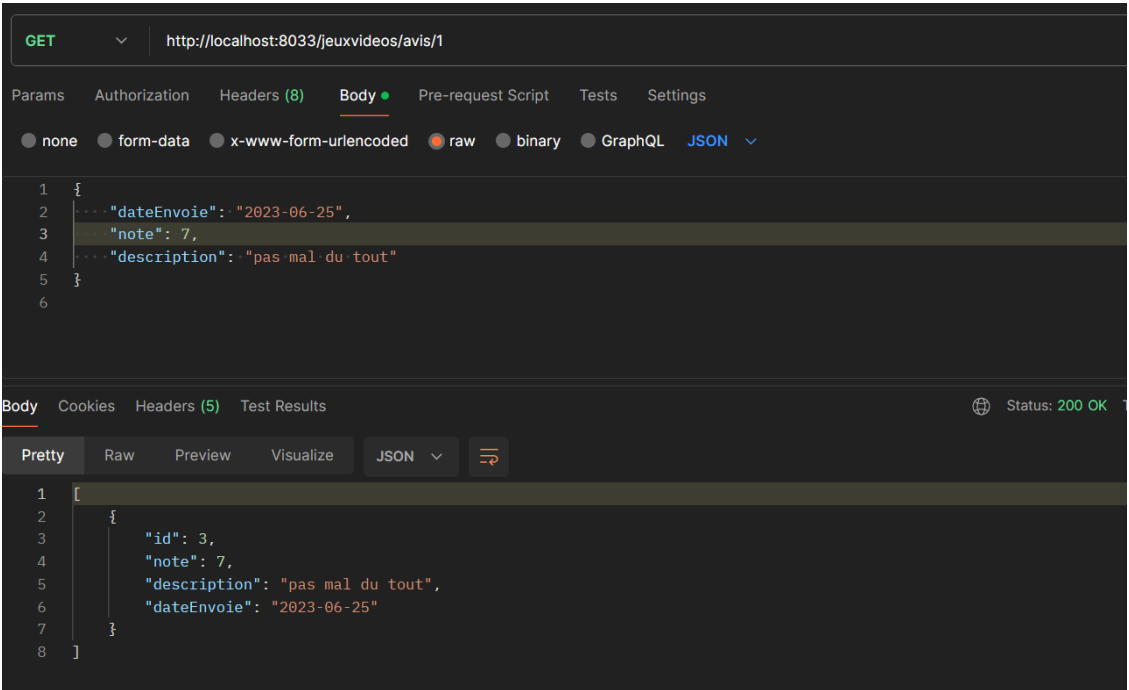 GET http://localhost:8033/jeuxvideos/avis/1
Params Authorization Headers (8) Body Pre-request Script Tests Settings
none form-data x-www-form-urlencoded raw binary GraphQL JSON
1 {
2 ····"dateEnvoie":·"2023-06-25",
3 ····"note": 7,
4 ····"description":·"pas·mal·du·tout"
5 }
6
Body Cookies Headers (5) Test Results Status: 200 OK
Pretty Raw Preview Visualize JSON
1 [
2 {
3 "id": 3,
4 "note": 7,
5 "description": "pas mal du tout",
6 "dateEnvoie": "2023-06-25"
7 }
8 ]